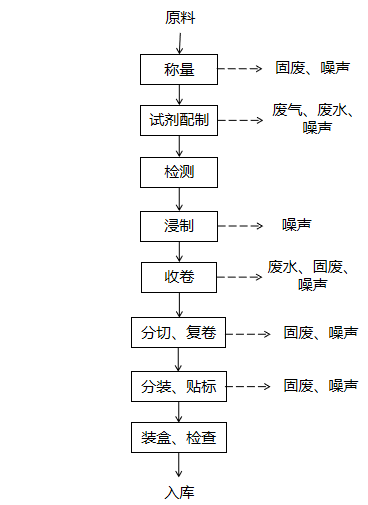 原料
称量
固废、噪声
试剂配制
废气、废水、
噪声
检测
浸制
噪声
收卷
废水、固废、
噪声
分切、复卷
固废、噪声
分装、贴标
固废、噪声
装盒、检查
入库